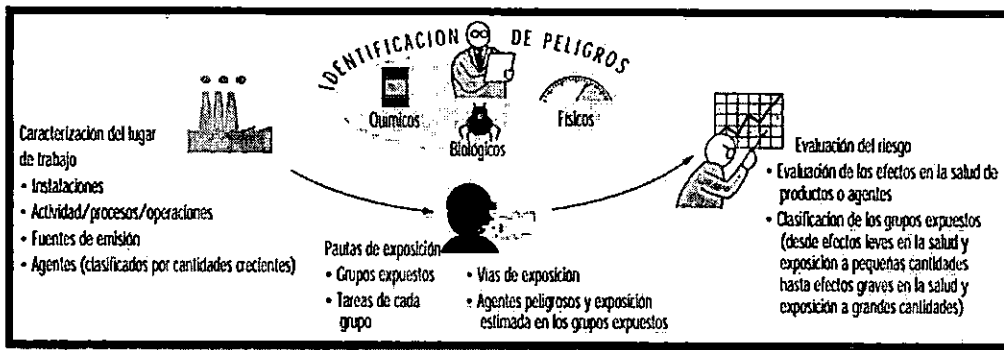 IDENTIFICACION DE PELIGROS
Químicos
Biológicos
Físicos
Caracterización del lugar
de trabajo
• Instalaciones
• Actividad/procesos/operaciones
• Fuentes de emisión
• Agentes (clasificados por cantidades crecientes)
Pautas de exposición
• Grupos expuestos
• Tareas de cada
grupo
• Vias de exposicion
• Agentes peligrosos y exposición
estimada en los grupos expuestos
Evaluación del riesgo
• Evaluación de los efectos en la salud de
productos o agentes
• Clasificacion de los grupos expuestos
(desde efectos leves en la salud y
exposición a pequeñas cantidades
hasta efectos graves en la salud y
exposición a grandes cantidades)